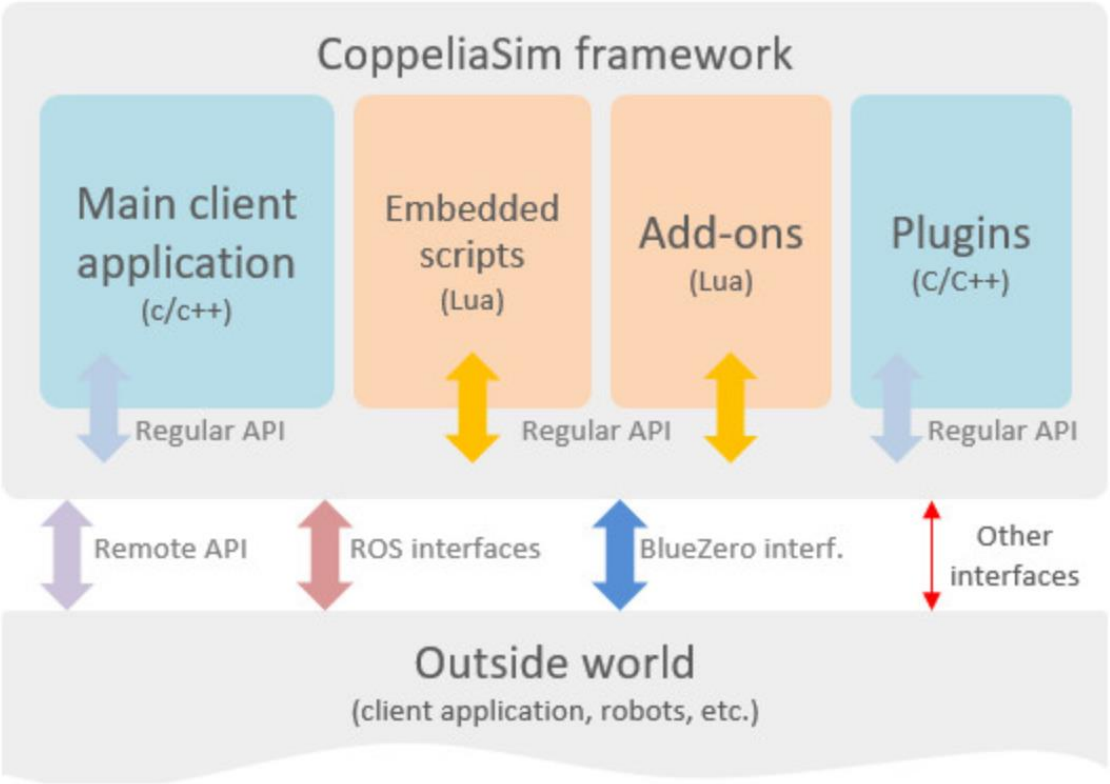 CoppeliaSim framework
Main client
application
(c/c++)
Embedded
scripts
(Lua)
Add-ons
(Lua)
Plugins
(C/C++)
Regular API
Regular API
Regular API
Remote API
ROS interfaces
BlueZero interf.
Other
interfaces
Outside world
(client application, robots, etc.)